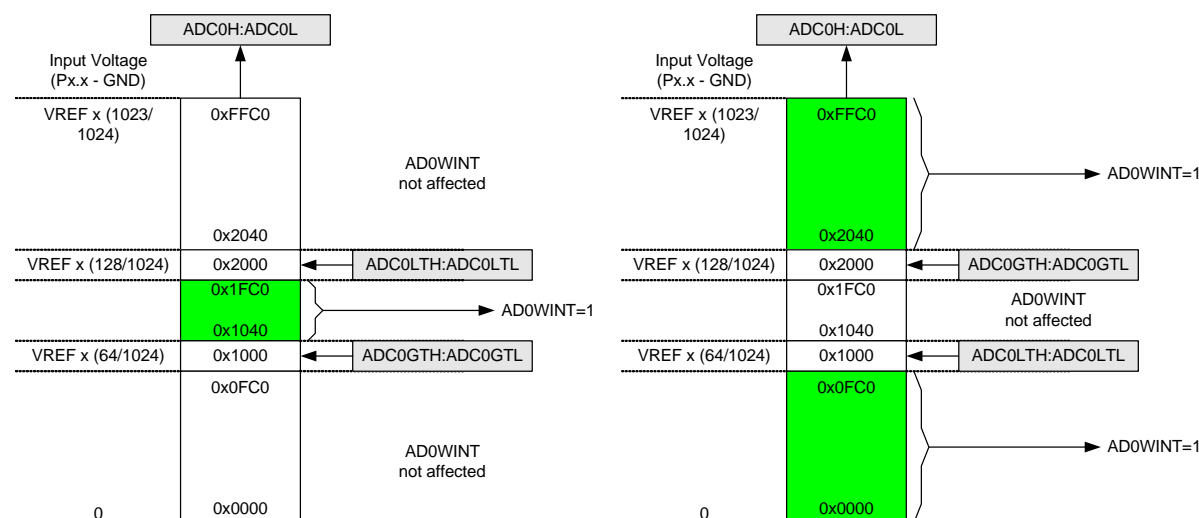 ADC0H:ADC0L
Input Voltage
(Px.x - GND)
VREF x (1023/
1024)
0xFFC0
AD0WINT
not affected
0x2040
VREF x (128/1024)
0x2000
ADC0LTH:ADC0LTL
0x1FC0
AD0WINT=1
0x1040
VREF x (64/1024)
0x1000
ADC0GTH:ADC0GTL
0x0FC0
AD0WINT
not affected
0
0x0000
ADC0H:ADC0L
Input Voltage
(Px.x - GND)
VREF x (1023/
1024)
0xFFC0
AD0WINT=1
0x2040
VREF x (128/1024)
0x2000
ADC0GTH:ADC0GTL
0x1FC0
AD0WINT
not affected
0x1040
VREF x (64/1024)
0x1000
ADC0LTH:ADC0LTL
0x0FC0
AD0WINT=1
0
0x0000